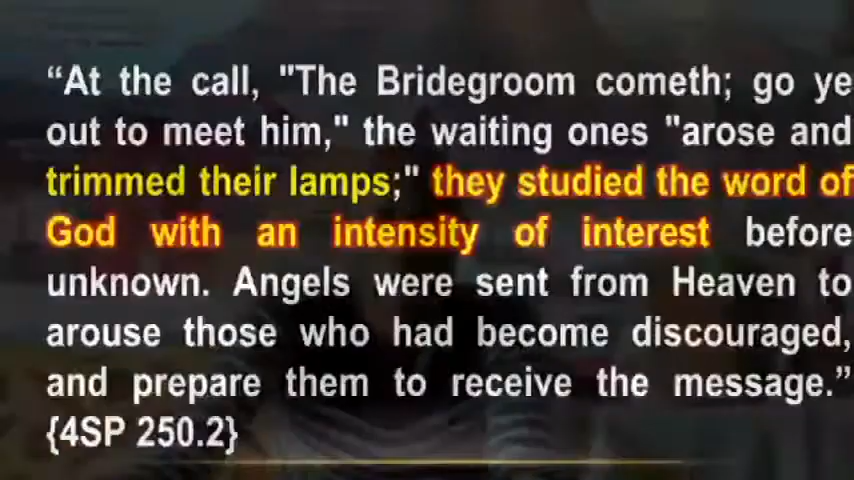 “At the call, "The Bridegroom cometh; go ye
out to meet him," the waiting ones "arose and
trimmed their lamps;" they studied the word of
God with an intensity of interest before
unknown. Angels were sent from Heaven to
arouse those who had become discouraged,
and prepare them to receive the message.”
{4SP 250.2}